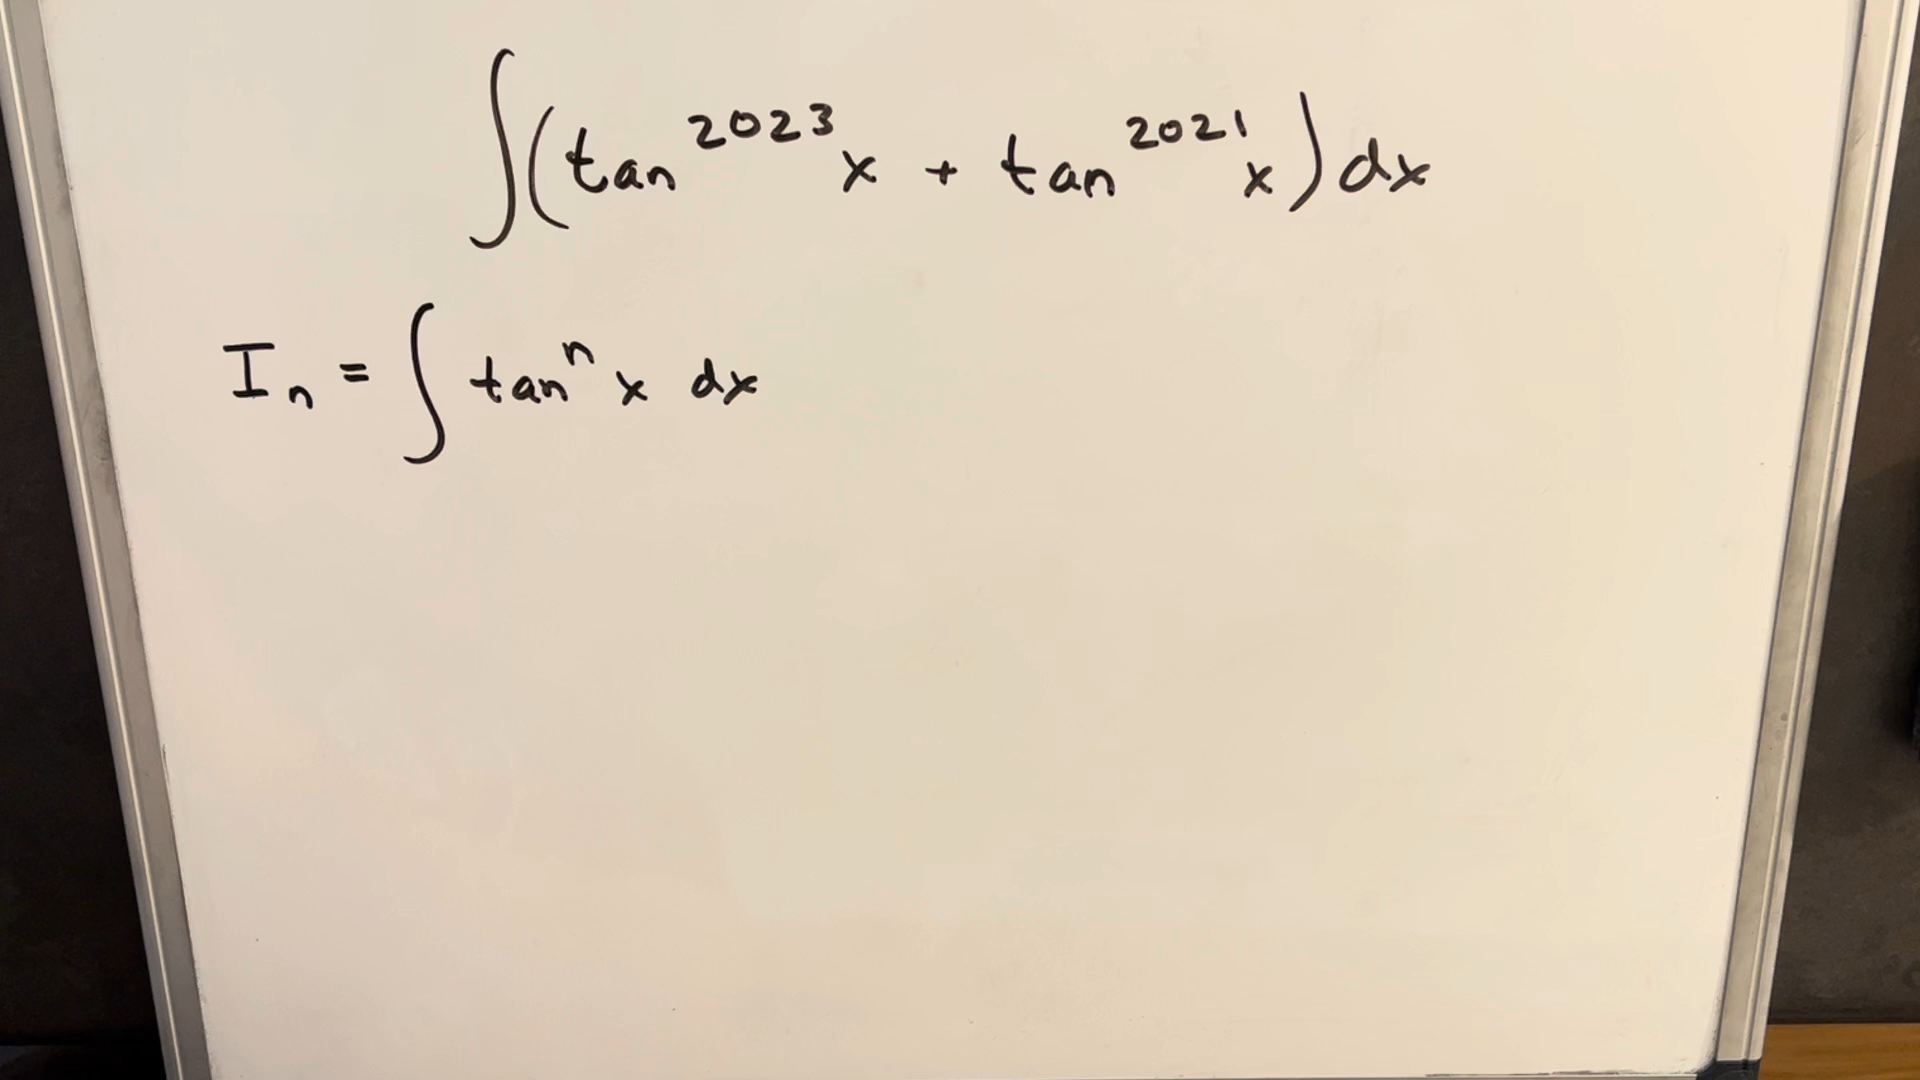 ∫(tan^2023 x + tan^2021 x) dx
I_n = ∫ tan^n x dx